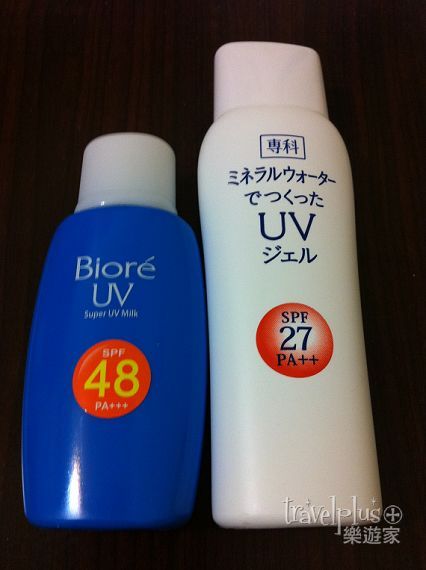 Bioré
UV
Super UV Milk
SPF
48
PA+++
専科
ミネラルウォーター
でつくった
UV
ジェル
SPF
27
PA++
travelplus+
樂遊家